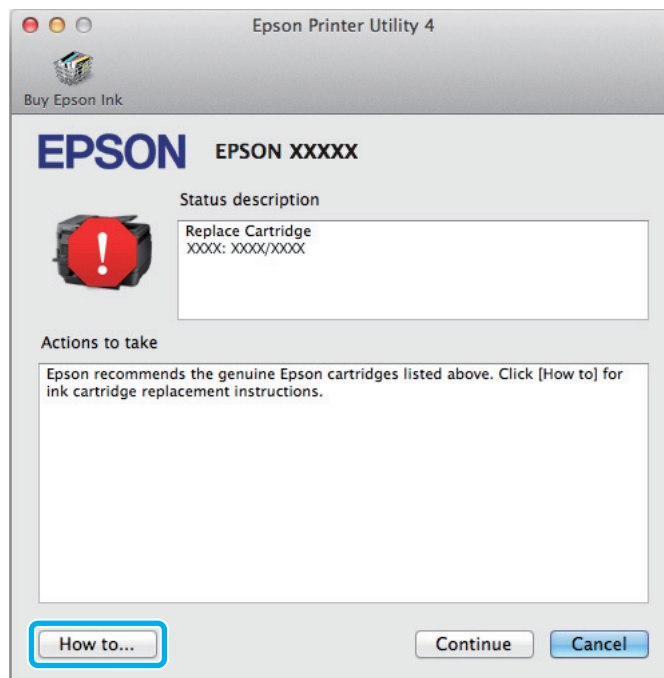 Epson Printer Utility 4
Buy Epson Ink
EPSON EPSON XXXXX
Status description
Replace Cartridge
XXXX: XXXX/XXXX
Actions to take
Epson recommends the genuine Epson cartridges listed above. Click [How to] for
ink cartridge replacement instructions.
How to... Continue Cancel